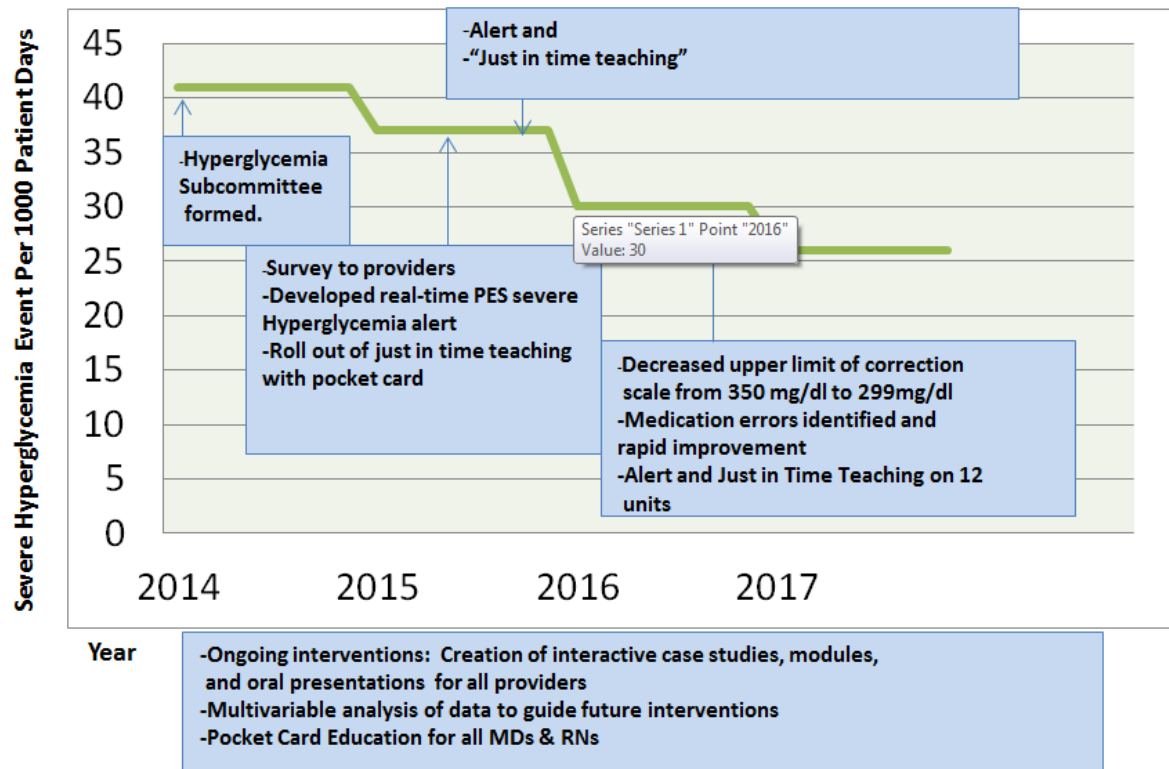 Severe Hyperglycemia Event Per 1000 Patient Days
45
40
35
30
25
20
15
10
5
0
-Alert and
-“Just in time teaching”
-Hyperglycemia
Subcommittee
formed.
Series "Series 1" Point "2016"
Value: 30
-Survey to providers
-Developed real-time PES severe
Hyperglycemia alert
-Roll out of just in time teaching
with pocket card
-Decreased upper limit of correction
scale from 350 mg/dl to 299mg/dl
-Medication errors identified and
rapid improvement
-Alert and Just in Time Teaching on 12
units
2014 2015 2016 2017
Year
-Ongoing interventions: Creation of interactive case studies, modules,
and oral presentations for all providers
-Multivariable analysis of data to guide future interventions
-Pocket Card Education for all MDs & RNs